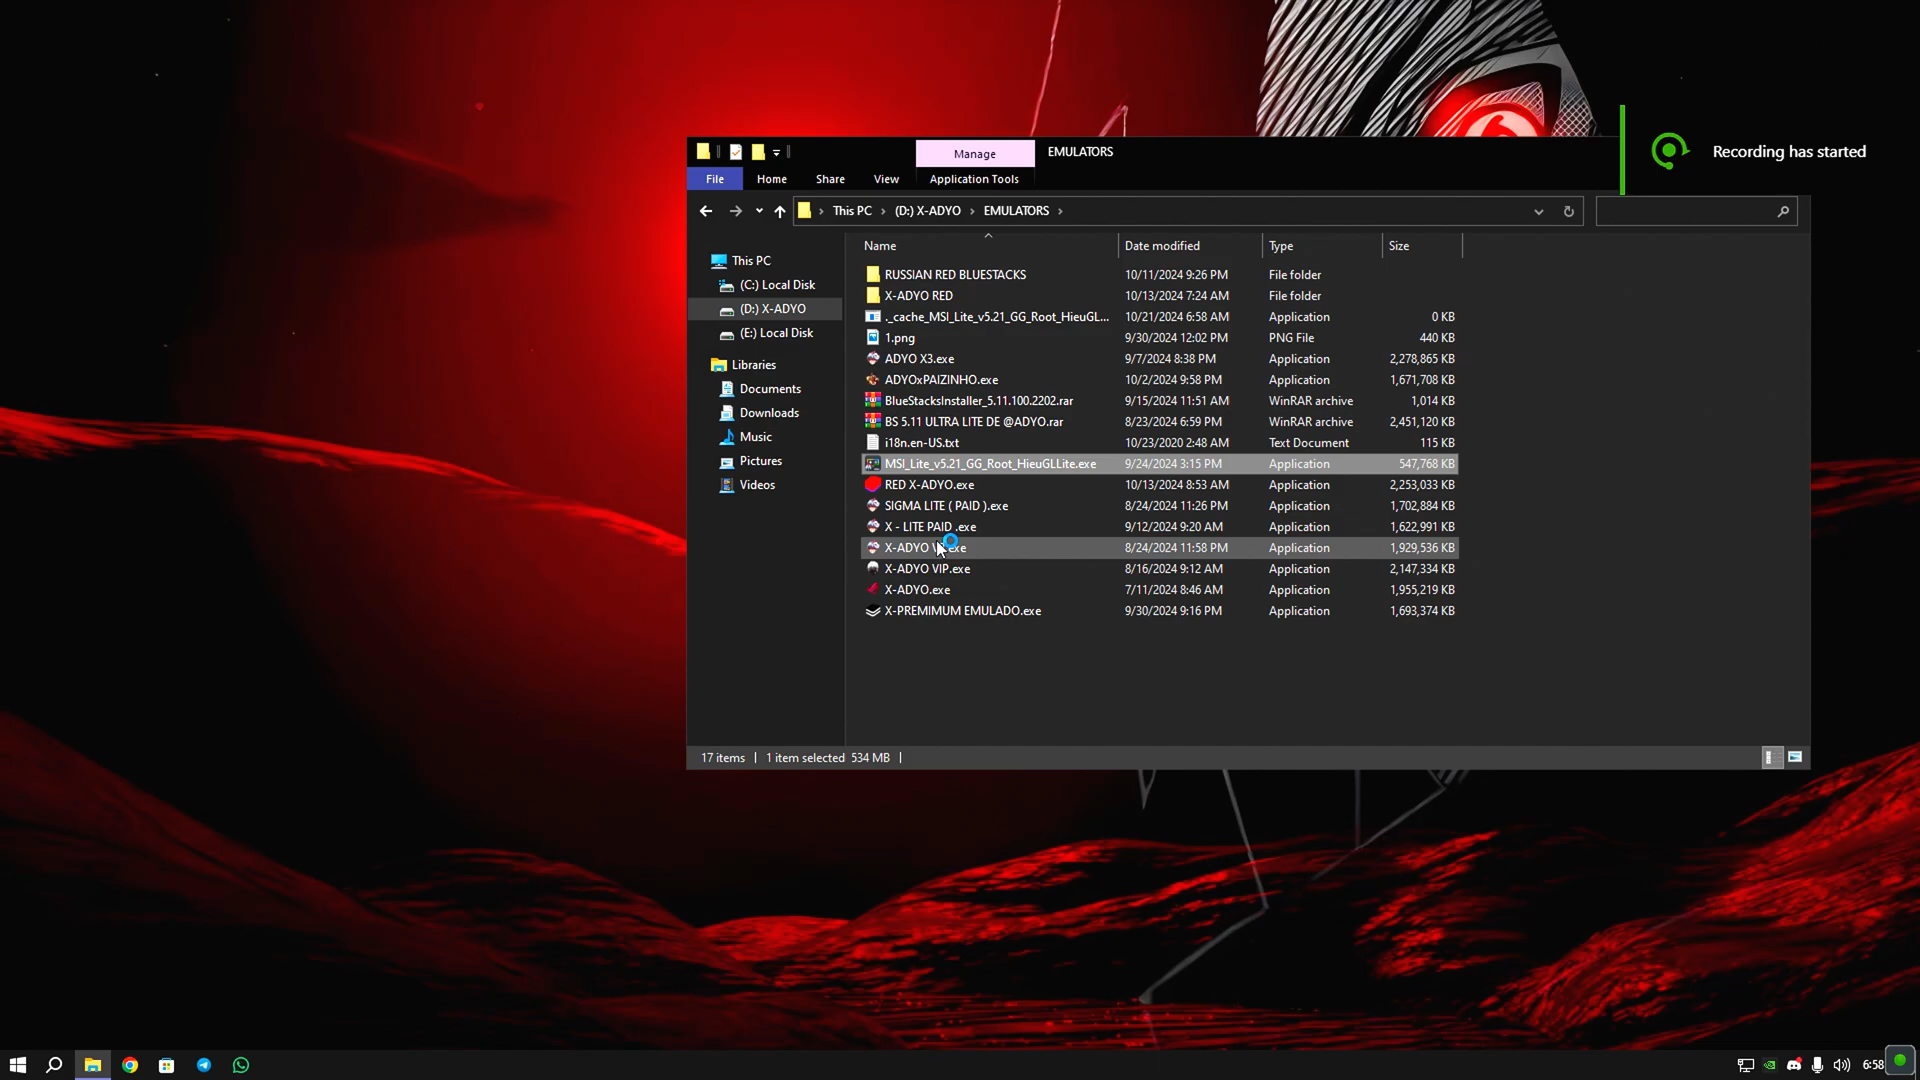 Recording has started
Manage
EMULATORS
File
Home
Share
View
Application Tools
This PC
(D:) X-ADYO
EMULATORS
Name
Date modified
Type
Size
This PC
(C:) Local Disk
(D:) X-ADYO
(E:) Local Disk
Libraries
Documents
Downloads
Music
Pictures
Videos
RUSSIAN RED BLUESTACKS 10/11/2024 9:26 PM File folder
X-ADYO RED 10/13/2024 7:24 AM File folder
._cache_MSI_Lite_v5.21_GG_Root_HieuGL... 10/21/2024 6:58 AM Application 0 KB
1.png 9/30/2024 12:02 PM PNG File 440 KB
ADYO X3.exe 9/7/2024 8:38 PM Application 2,278,865 KB
ADYOxPAIZINHO.exe 10/2/2024 9:58 PM Application 1,671,708 KB
BlueStacksInstaller_5.11.100.2202.rar 9/15/2024 11:51 AM WinRAR archive 1,014 KB
BS 5.11 ULTRA LITE DE @ADYO.rar 8/23/2024 6:59 PM WinRAR archive 2,451,120 KB
i18n.en-US.txt 10/23/2020 2:48 AM Text Document 115 KB
MSI_Lite_v5.21_GG_Root_HieuGLLite.exe 9/24/2024 3:15 PM Application 547,768 KB
RED X-ADYO.exe 10/13/2024 8:53 AM Application 2,253,033 KB
SIGMA LITE ( PAID ).exe 8/24/2024 11:26 PM Application 1,702,884 KB
X - LITE PAID .exe 9/12/2024 9:20 AM Application 1,622,991 KB
X-ADYO exe 8/24/2024 11:58 PM Application 1,929,536 KB
X-ADYO VIP.exe 8/16/2024 9:12 AM Application 2,147,334 KB
X-ADYO.exe 7/11/2024 8:46 AM Application 1,955,219 KB
X-PREMIMUM EMULADO.exe 9/30/2024 9:16 PM Application 1,693,374 KB
17 items
1 item selected 534 MB
6:58